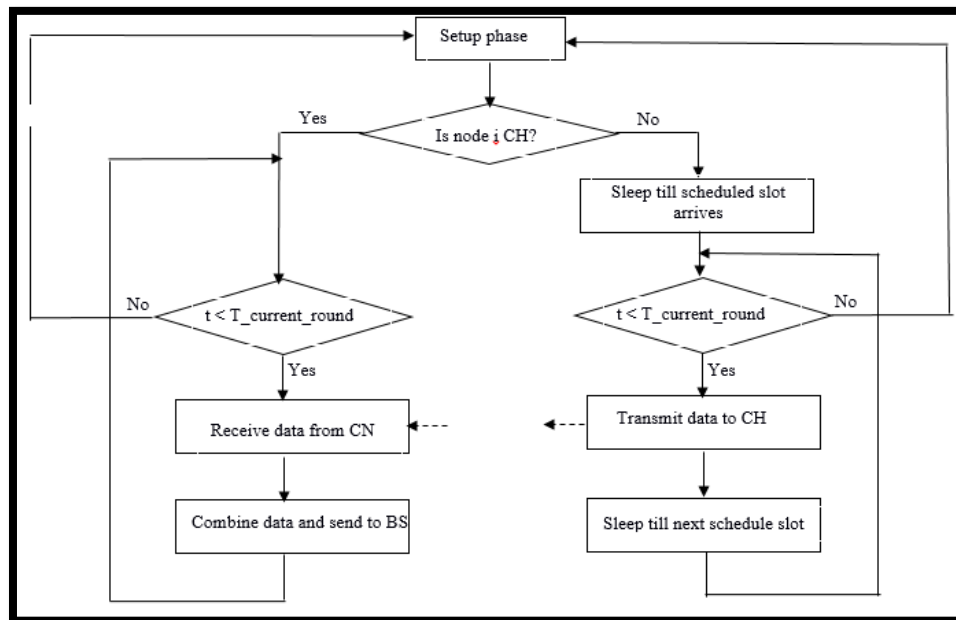 Setup phase
Yes
Is node i CH?
No
Sleep till scheduled slot
arrives
No
t < T_current_round
t < T_current_round
No
Yes
Yes
Receive data from CN
Transmit data to CH
Combine data and send to BS
Sleep till next schedule slot